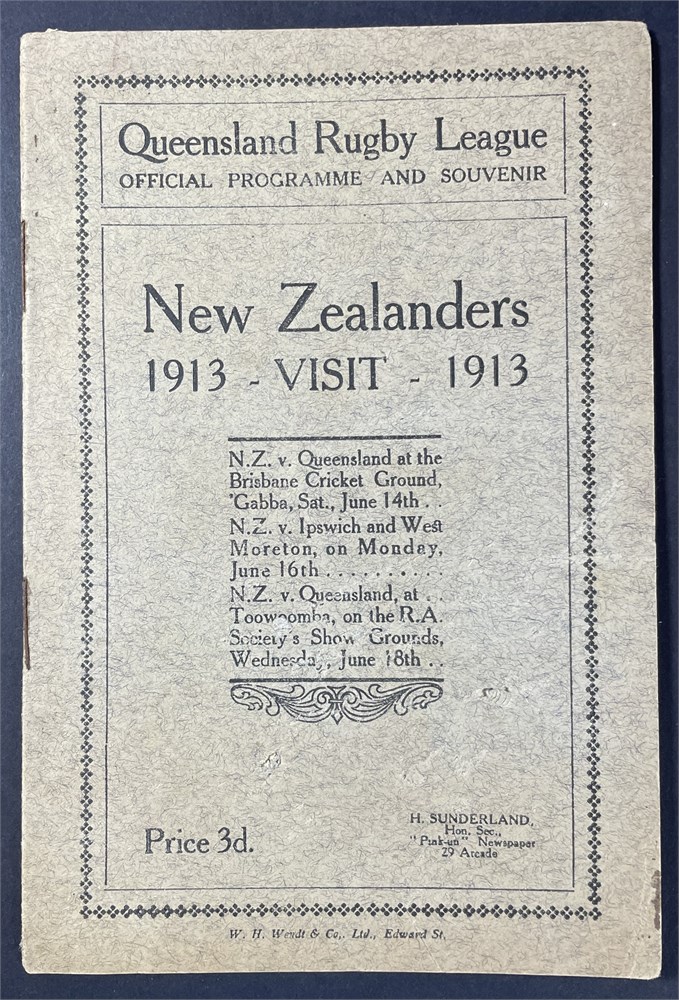 Queensland Rugby League
OFFICIAL PROGRAMME AND SOUVENIR
New Zealanders
1913 - VISIT - 1913
N.Z. v. Queensland at the
Brisbane Cricket Ground,
'Gabba, Sat., June 14th . .
N.Z. v. Ipswich and West
Moreton, on Monday,
June 16th . . . . . . . . . .
N.Z. v. Queensland, at . .
Toowoomba, on the R.A.
Society's Show Grounds,
Wednesday, June 18th . .
Price 3d.
H. SUNDERLAND,
Hon. Sec.,
"Pink-un" Newspaper
29 Arcade
W. H. Wendt & Co,. Ltd., Edward St,